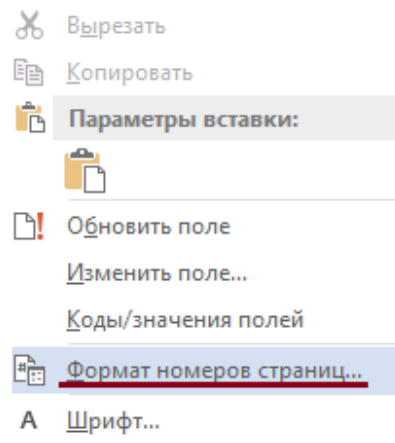 Вырезать
Копировать
Параметры вставки:
Обновить поле
Изменить поле...
Коды/значения полей
Формат номеров страниц...
Шрифт...